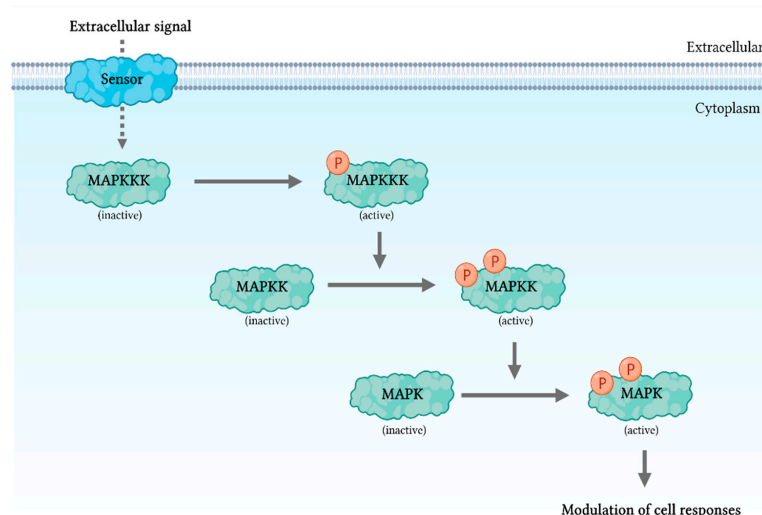 Extracellular signal
Extracellular
Sensor
Cytoplasm
P
MAPKKK
MAPKKK
(inactive)
(active)
P
P
MAPKK
MAPKK
(inactive)
(active)
P
P
MAPK
MAPK
(inactive)
(active)
Modulation of cell responses